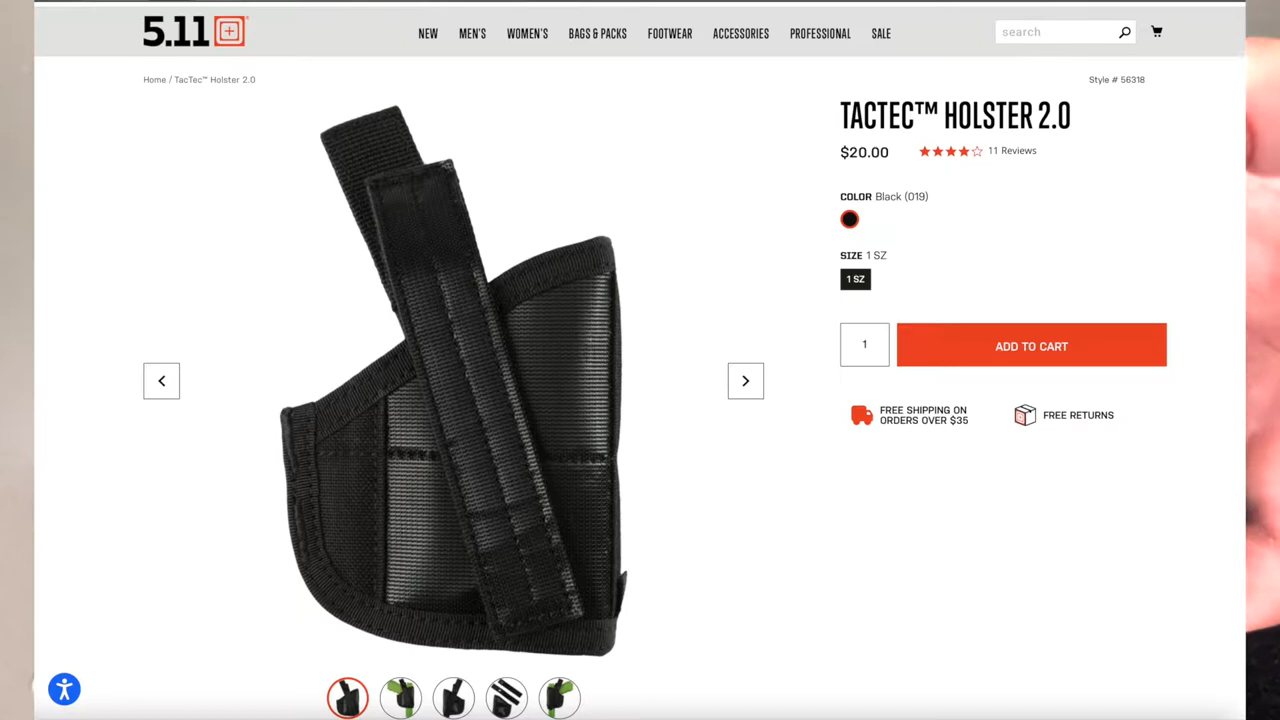 5.11
NEW MEN'S WOMEN'S BAGS & PACKS FOOTWEAR ACCESSORIES PROFESSIONAL SALE
search
Home / TacTec™ Holster 2.0
Style # 56318
TACTEC™ HOLSTER 2.0
$20.00
11 Reviews
COLOR Black (019)
SIZE 1 SZ
1 SZ
1
ADD TO CART
FREE SHIPPING ON
ORDERS OVER $35
FREE RETURNS